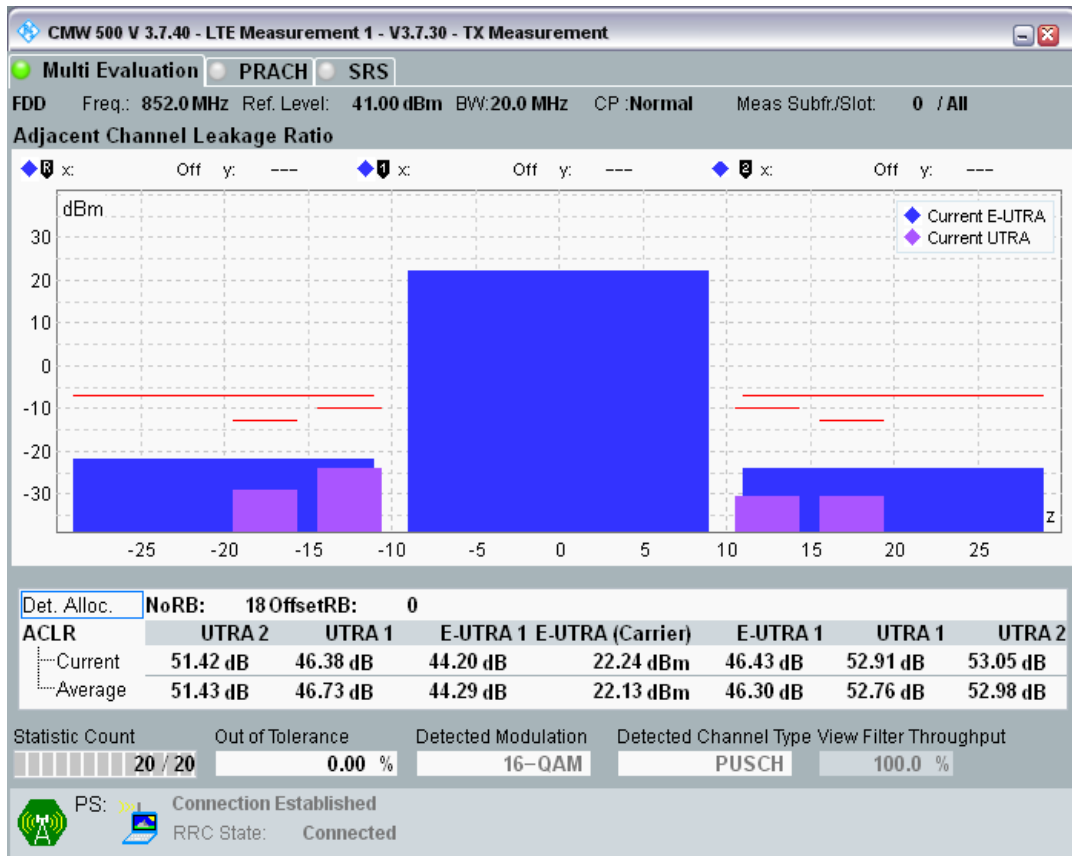 CMW 500 V 3.7.40 - LTE Measurement 1 - V3.7.30 - TX Measurement
Multi Evaluation PRACH SRS
FDD Freq.: 852.0 MHz Ref. Level: 41.00 dBm BW: 20.0 MHz CP :Normal Meas Subfr./Slot: 0 / All
Adjacent Channel Leakage Ratio
R x: Off y: --- 1 x: Off y: --- 2 x: Off y: ---
dBm
Current E-UTRA
Current UTRA
30
20
10
0
-10
-20
-30
z
-25 -20 -15 -10 -5 0 5 10 15 20 25
Det. Alloc. NoRB: 18 OffsetRB: 0
ACLR UTRA 2 UTRA 1 E-UTRA 1 E-UTRA (Carrier) E-UTRA 1 UTRA 1 UTRA 2
Current 51.42 dB 46.38 dB 44.20 dB 22.24 dBm 46.43 dB 52.91 dB 53.05 dB
Average 51.43 dB 46.73 dB 44.29 dB 22.13 dBm 46.30 dB 52.76 dB 52.98 dB
Statistic Count Out of Tolerance Detected Modulation Detected Channel Type View Filter Throughput
20 / 20 0.00 % 16-QAM PUSCH 100.0 %
PS: Connection Established
RRC State: Connected